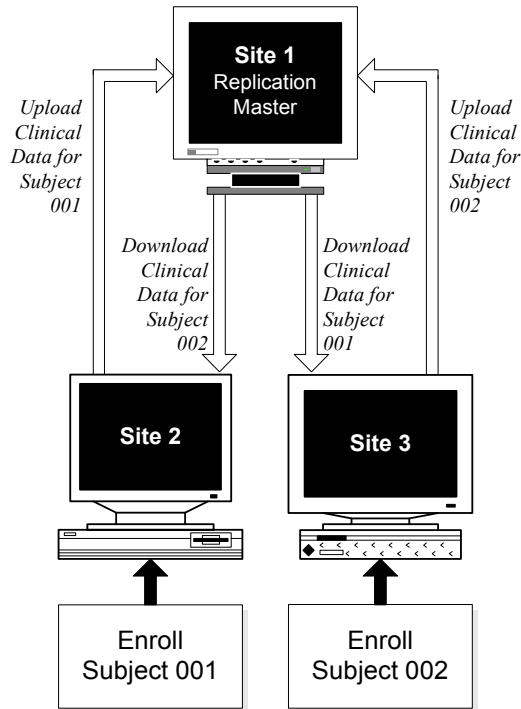 Site 1
Replication
Master
Upload
Clinical
Data for
Subject
001
Upload
Clinical
Data for
Subject
002
Download
Clinical
Data for
Subject
002
Download
Clinical
Data for
Subject
001
Site 2
Site 3
Enroll
Subject 001
Enroll
Subject 002